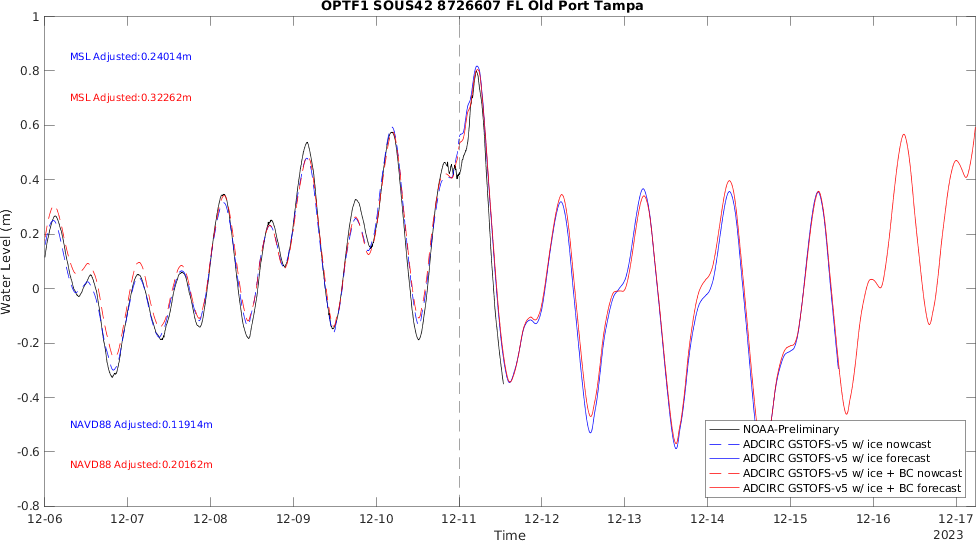 OPTF1 SOUS42 8726607 FL Old Port Tampa
MSL Adjusted:0.24014m
MSL Adjusted:0.32262m
NAVD88 Adjusted:0.11914m
NAVD88 Adjusted:0.20162m
Water Level (m)
1
0.8
0.6
0.4
0.2
0
-0.2
-0.4
-0.6
-0.8
NOAA-Preliminary
ADCIRC GSTOFS-v5 w/ ice nowcast
ADCIRC GSTOFS-v5 w/ ice forecast
ADCIRC GSTOFS-v5 w/ ice + BC nowcast
ADCIRC GSTOFS-v5 w/ ice + BC forecast
12-06 12-07 12-08 12-09 12-10 12-11 12-12 12-13 12-14 12-15 12-16 12-17
2023
Time